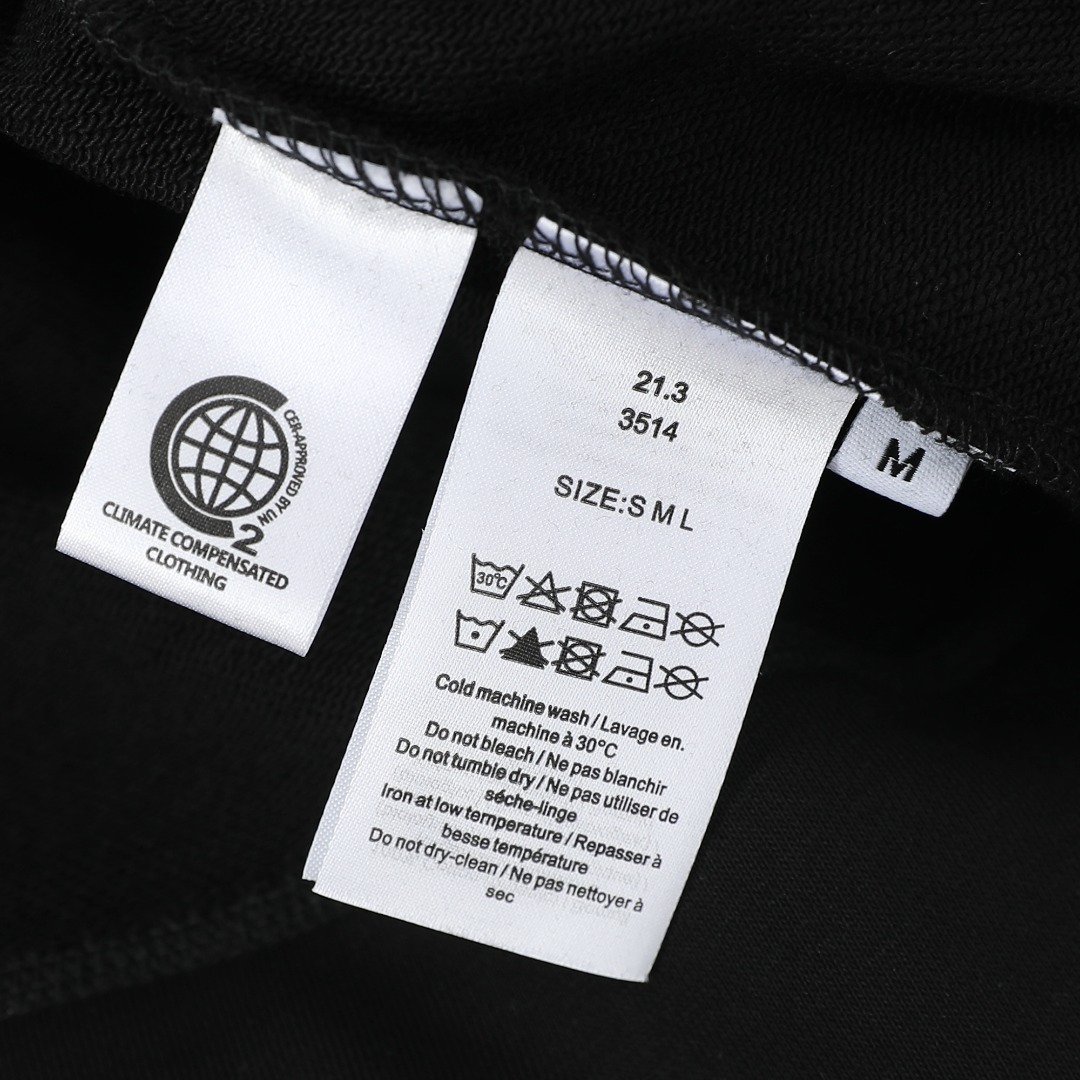 CER-APPROVED BY UN
2
CLIMATE COMPENSATED
CLOTHING
21.3
3514
SIZE:S M L
30°C
Cold machine wash / Lavage en.
machine à 30°C
Do not bleach / Ne pas blanchir
Do not tumble dry / Ne pas utiliser de
séche-linge
Iron at low temperature / Repasser à
besse température
Do not dry-clean / Ne pas nettoyer à
sec
M